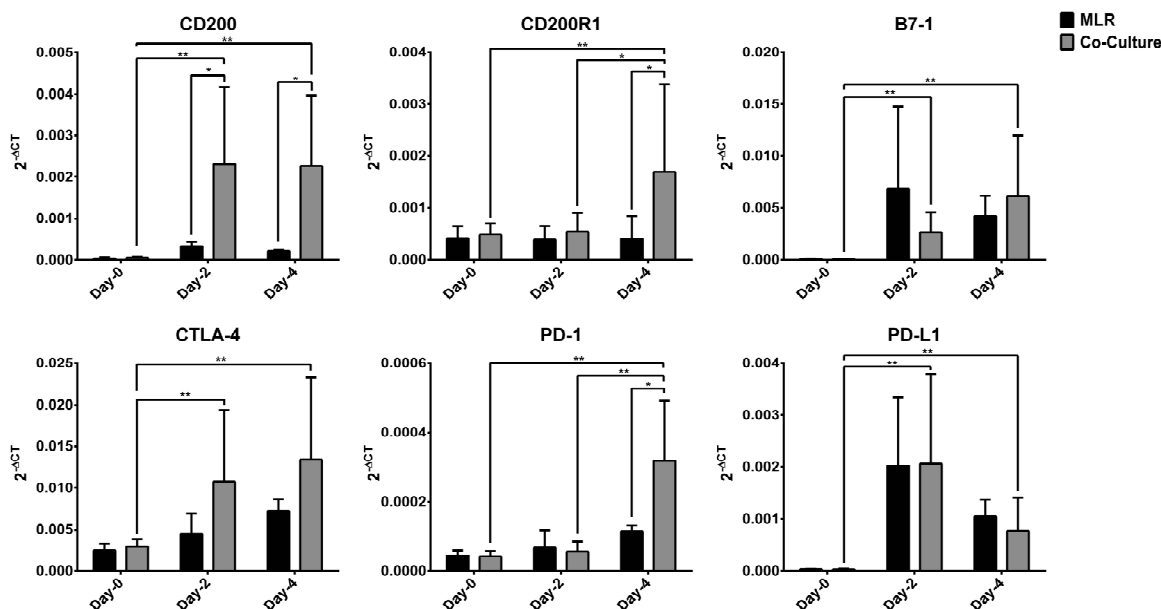 CD200
0.005
0.004
0.003
0.002
0.001
0.000
2^-ΔCT
**
**
*
*
Day-0
Day-2
Day-4
CD200R1
0.004
0.003
0.002
0.001
0.000
2^-ΔCT
**
*
*
Day-0
Day-2
Day-4
B7-1
0.020
0.015
0.010
0.005
0.000
2^-ΔCT
**
**
Day-0
Day-2
Day-4
MLR
Co-Culture
CTLA-4
0.025
0.020
0.015
0.010
0.005
0.000
2^-ΔCT
**
**
Day-0
Day-2
Day-4
PD-1
0.0006
0.0004
0.0002
0.0000
2^-ΔCT
**
**
*
Day-0
Day-2
Day-4
PD-L1
0.004
0.003
0.002
0.001
0.000
2^-ΔCT
**
**
Day-0
Day-2
Day-4